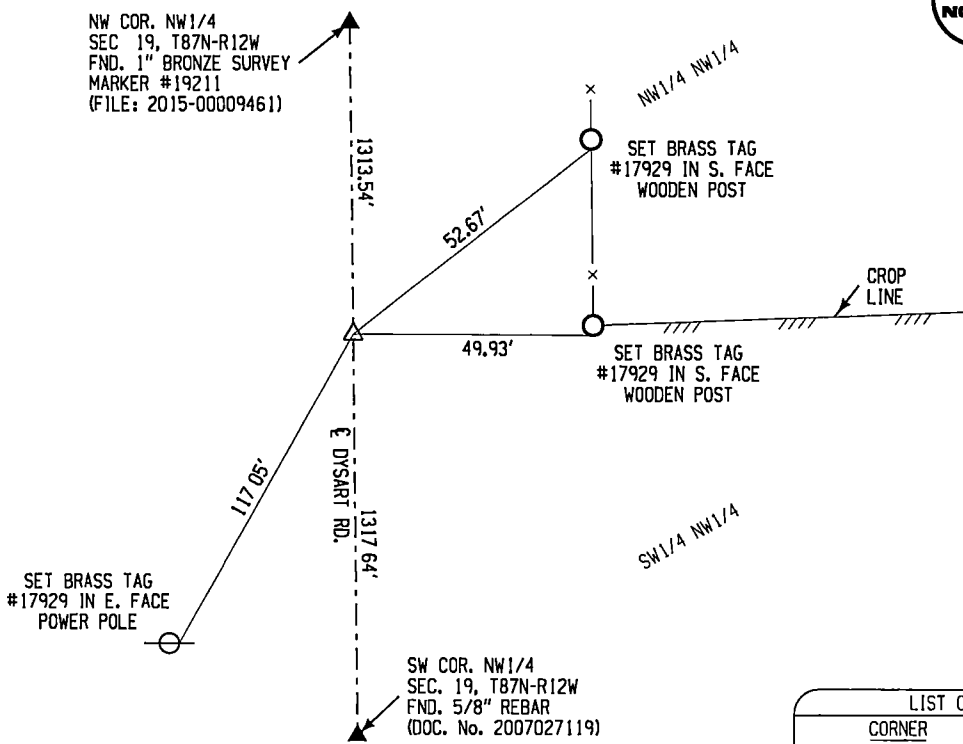 NW COR. NW1/4
SEC 19, T87N-R12W
FND. 1" BRONZE SURVEY
MARKER #19211
(FILE: 2015-00009461)
1313.54'
NW1/4 NW1/4
SET BRASS TAG
#17929 IN S. FACE
WOODEN POST
52.67'
CROP
LINE
49.93'
SET BRASS TAG
#17929 IN S. FACE
WOODEN POST
℄ DYSART RD.
1317 64'
117 05'
SW1/4 NW1/4
SET BRASS TAG
#17929 IN E. FACE
POWER POLE
SW COR. NW1/4
SEC. 19, T87N-R12W
FND. 5/8" REBAR
(DOC. No. 2007027119)
LIST
CORNER